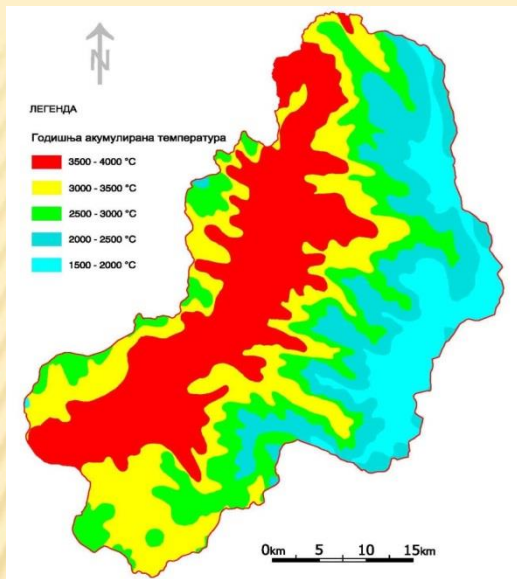 N
ЛЕГЕНДА
Годишња акумулирана температура
3500 - 4000 °C
3000 - 3500 °C
2500 - 3000 °C
2000 - 2500 °C
1500 - 2000 °C
0km 5 10 15km